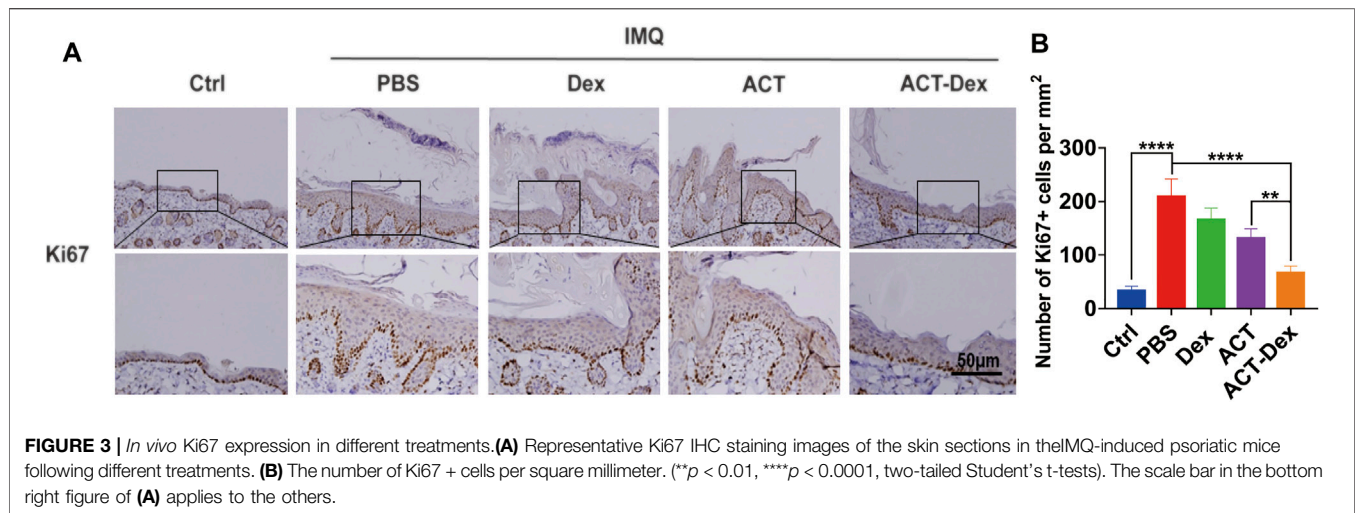 A
IMQ
Ctrl PBS Dex ACT ACT-Dex
Ki67
50μm
B
Number of Ki67+ cells per mm2
300
200
100
0
****
****
**
Ctrl
PBS
Dex
ACT
ACT-Dex
FIGURE 3 | In vivo Ki67 expression in different treatments.(A) Representative Ki67 IHC staining images of the skin sections in theIMQ-induced psoriatic mice
following different treatments. (B) The number of Ki67 + cells per square millimeter. (**p < 0.01, ****p < 0.0001, two-tailed Student's t-tests). The scale bar in the bottom
right figure of (A) applies to the others.